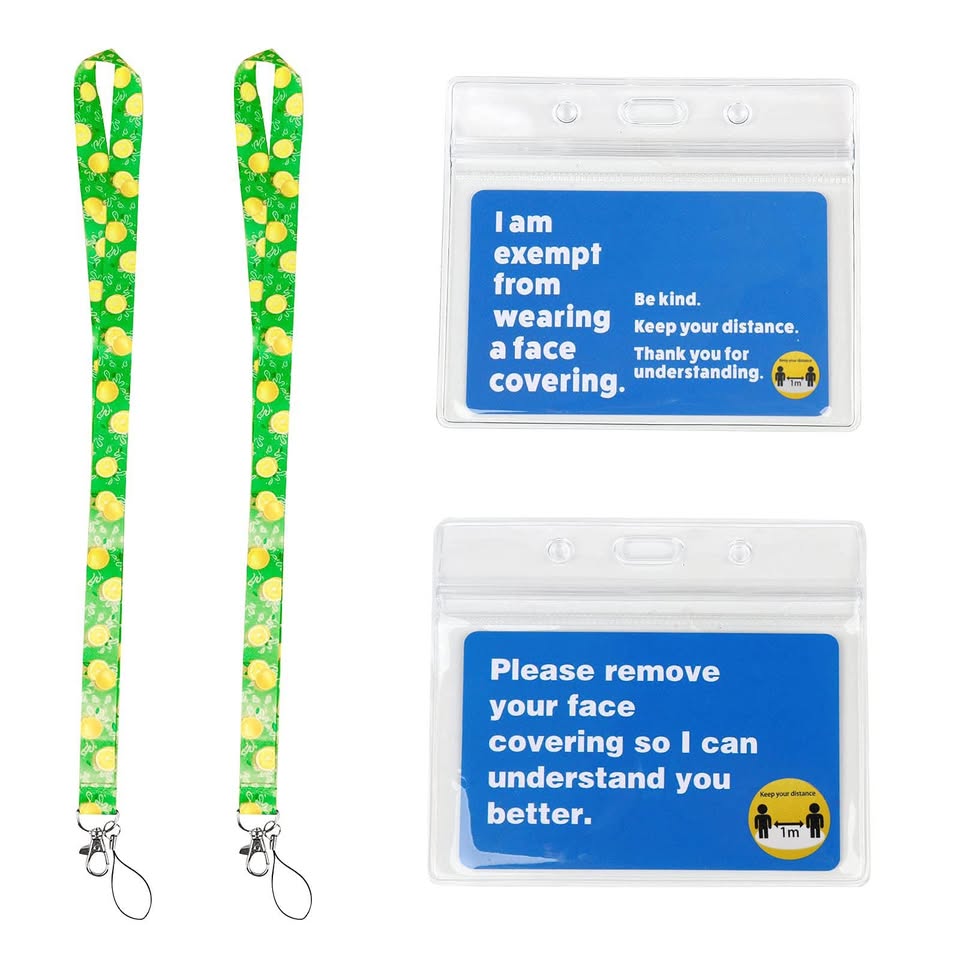 I am
exempt
from
wearing
a face
covering.
Be kind.
Keep your distance.
Thank you for
understanding.
Keep your distance
1m
Please remove
your face
covering so I can
understand you
better.
Keep your distance
1m